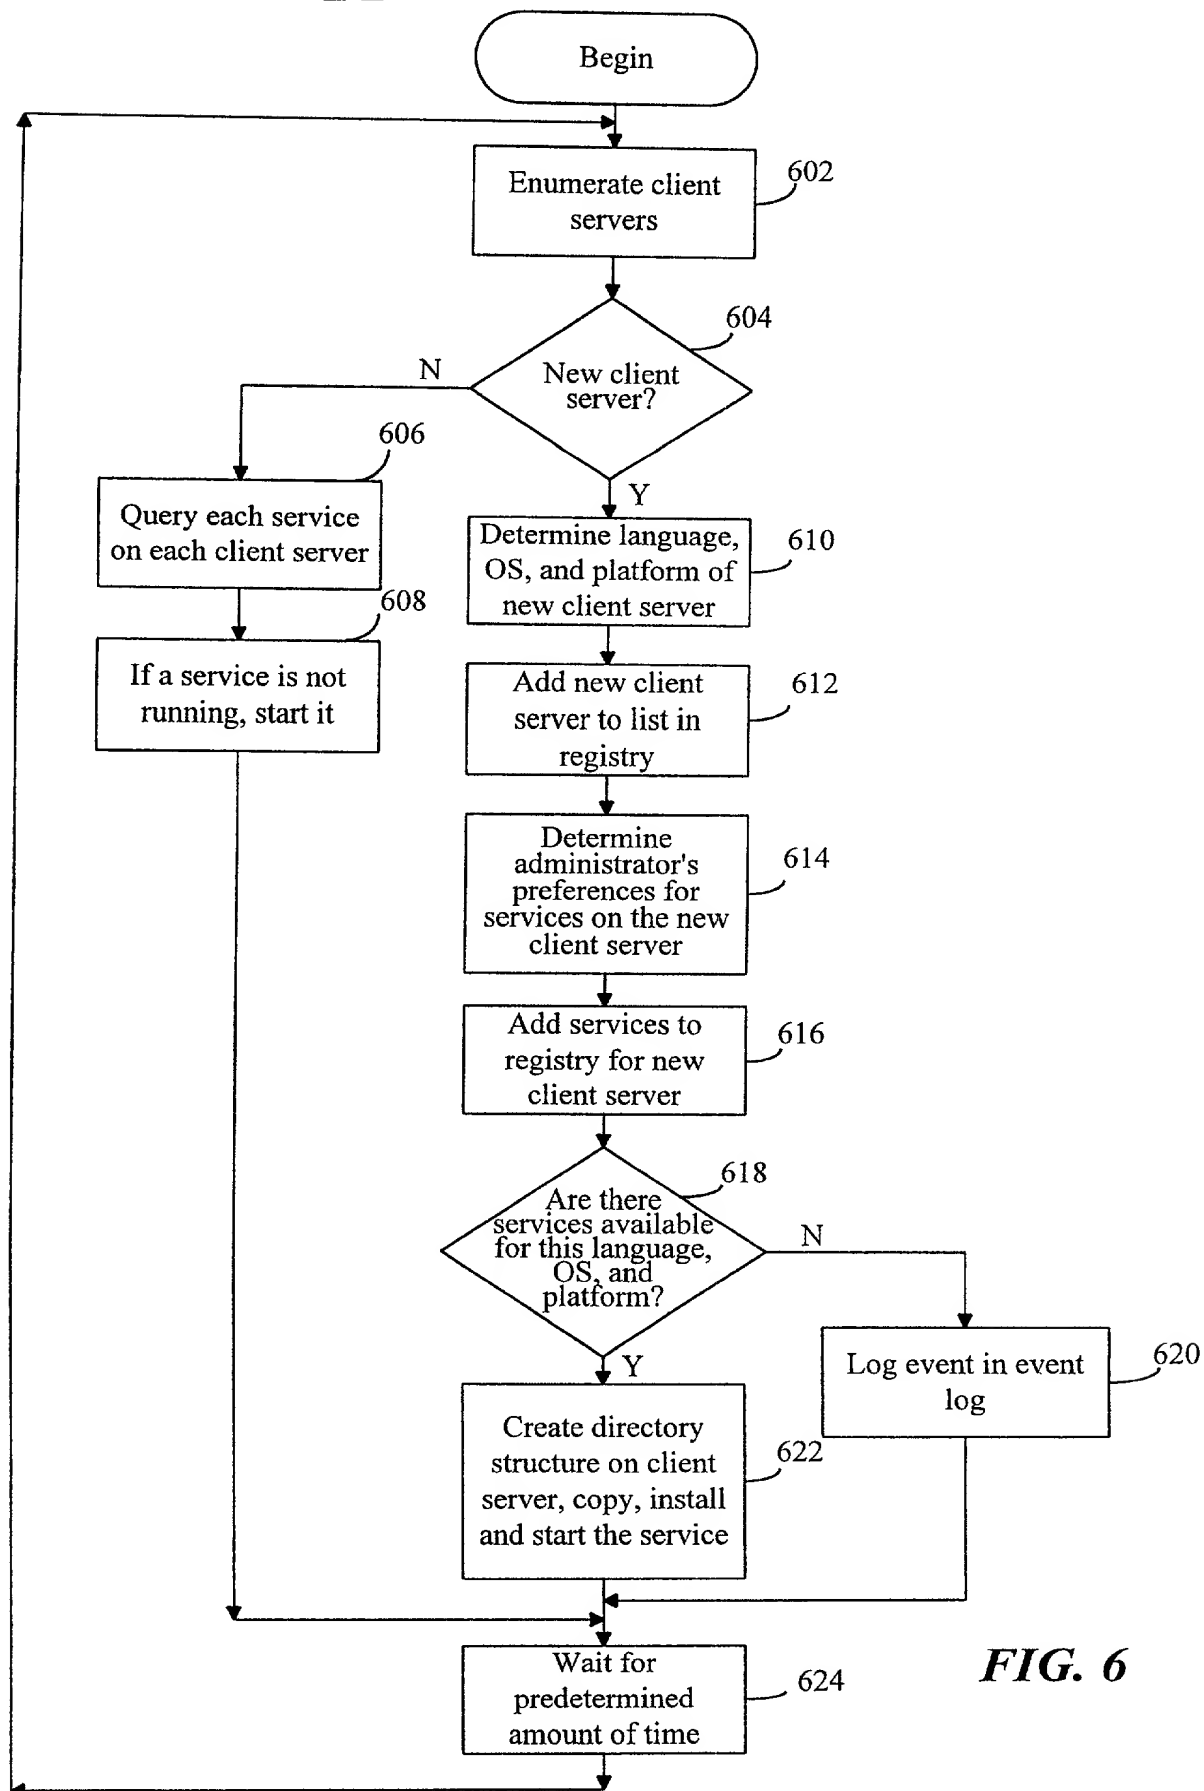 Begin
Enumerate client
servers
602
New client
server?
604
N
Y
606
Query each service
on each client server
608
If a service is not
running, start it
Determine language,
OS, and platform of
new client server
610
Add new client
server to list in
registry
612
Determine
administrator's
preferences for
services on the new
client server
614
Add services to
registry for new
client server
616
Are there
services available
for this language,
OS, and
platform?
618
N
Y
Log event in event
log
620
Create directory
structure on client
server, copy, install
and start the service
622
Wait for
predetermined
amount of time
624
FIG. 6